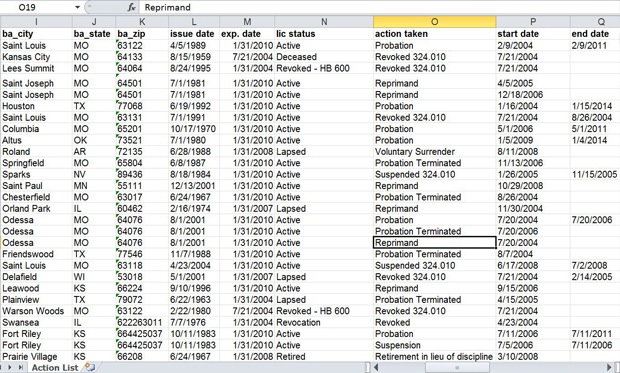 O19 Reprimand
I J K L M N O P Q
ba_city ba_state ba_zip issue date exp. date lic status action taken start date end date
Saint Louis MO 63122 4/5/1989 1/31/2010 Active Probation 2/9/2004 2/9/2011
Kansas City MO 64133 8/15/1959 7/21/2004 Deceased Revoked 324.010 7/21/2004
Lees Summit MO 64064 8/24/1995 1/31/2004 Revoked - HB 600 Revoked 324.010 7/21/2004
Saint Joseph MO 64501 7/1/1981 1/31/2010 Active Reprimand 4/5/2005
Saint Joseph MO 64501 7/1/1981 1/31/2010 Active Reprimand 12/18/2006
Houston TX 77068 6/19/1992 1/31/2010 Active Probation 1/16/2004 1/15/2014
Saint Louis MO 63131 7/1/1991 1/31/2010 Active Revoked 324.010 7/21/2004 8/26/2004
Columbia MO 65201 10/17/1970 1/31/2010 Active Probation 5/1/2006 5/1/2011
Altus OK 73521 7/1/1980 1/31/2010 Active Probation 1/5/2009 1/4/2014
Roland AR 72135 6/28/1988 1/31/2008 Lapsed Voluntary Surrender 8/11/2008
Springfield MO 65804 6/8/1987 1/31/2010 Active Probation Terminated 11/13/2006
Sparks NV 89436 8/18/1984 1/31/2010 Active Suspended 324.010 1/26/2005 11/15/2005
Saint Paul MN 55111 12/13/2001 1/31/2010 Active Reprimand 10/29/2008
Chesterfield MO 63017 6/24/1967 1/31/2010 Active Probation Terminated 8/26/2004
Orland Park IL 60462 2/16/1974 1/31/2007 Lapsed Reprimand 11/30/2004
Odessa MO 64076 8/1/2001 1/31/2010 Active Probation 7/20/2004 7/20/2006
Odessa MO 64076 8/1/2001 1/31/2010 Active Probation Terminated 7/20/2006
Odessa MO 64076 8/1/2001 1/31/2010 Active Reprimand 7/20/2004
Friendswood TX 77546 11/7/1988 1/31/2010 Active Probation Terminated 8/7/2004
Saint Louis MO 63118 4/23/2004 1/31/2010 Active Suspended 324.010 6/17/2008 7/2/2008
Delafield WI 53018 5/1/2001 1/31/2007 Lapsed Revoked 324.010 7/21/2004 2/14/2005
Leawood KS 66224 9/10/1996 1/31/2010 Active Reprimand 9/15/2006
Plainview TX 79072 6/22/1963 1/31/2004 Lapsed Probation Terminated 4/15/2005
Warson Woods MO 63122 2/22/1980 7/21/2004 Revoked - HB 600 Revoked 324.010 7/21/2004
Swansea IL 622263011 7/7/1976 1/31/2004 Revocation Revoked 4/23/2004
Fort Riley KS 664425037 10/11/1983 1/31/2010 Active Probation 7/11/2006 7/11/2011
Fort Riley KS 664425037 10/11/1983 1/31/2010 Active Suspension 7/5/2006 7/11/2006
Prairie Village KS 66208 6/24/1967 1/31/2008 Retired Retirement in lieu of discipline 3/10/2008
Action List